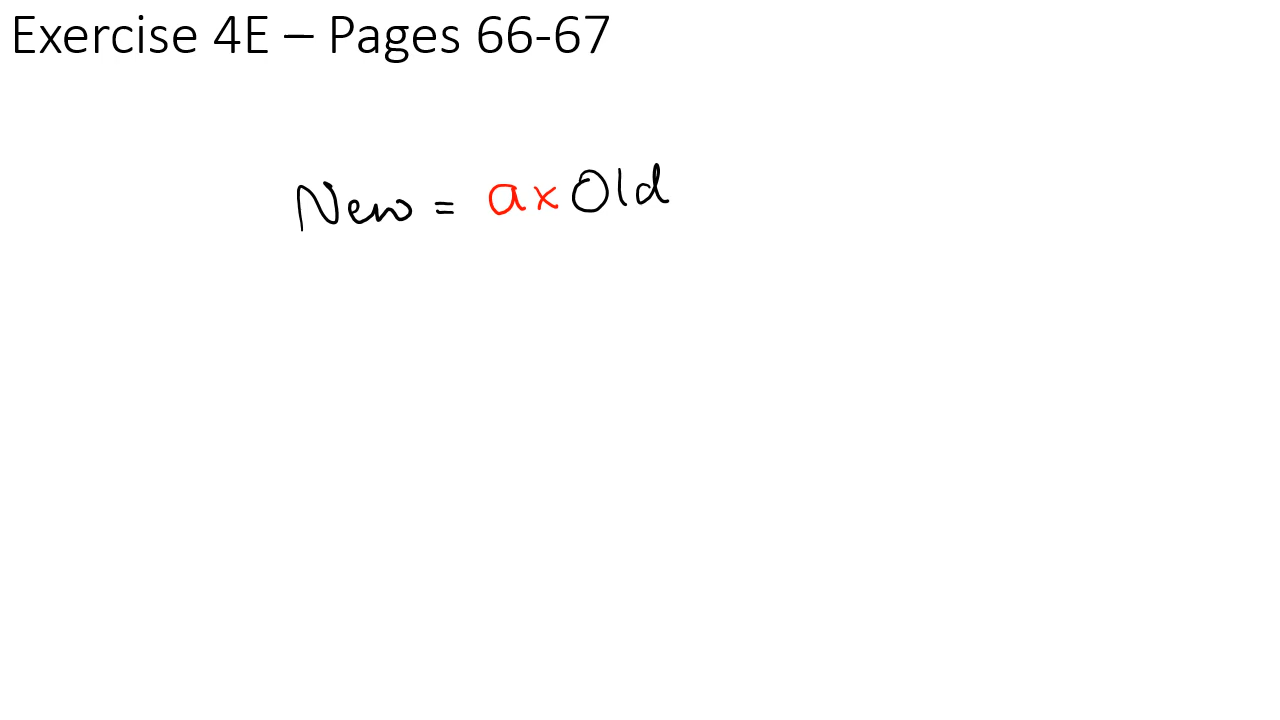 Exercise 4E – Pages 66-67
New = a× Old